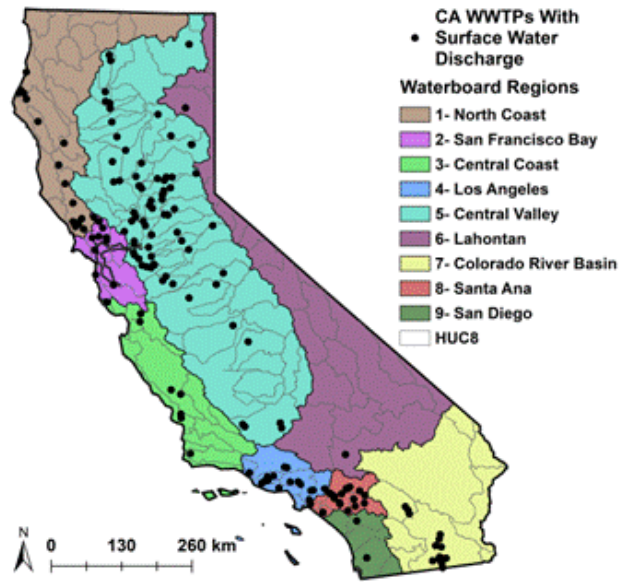 CA WWTPs With
Surface Water
Discharge
Waterboard Regions
1- North Coast
2- San Francisco Bay
3- Central Coast
4- Los Angeles
5- Central Valley
6- Lahontan
7- Colorado River Basin
8- Santa Ana
9- San Diego
HUC8
N
0 130 260 km